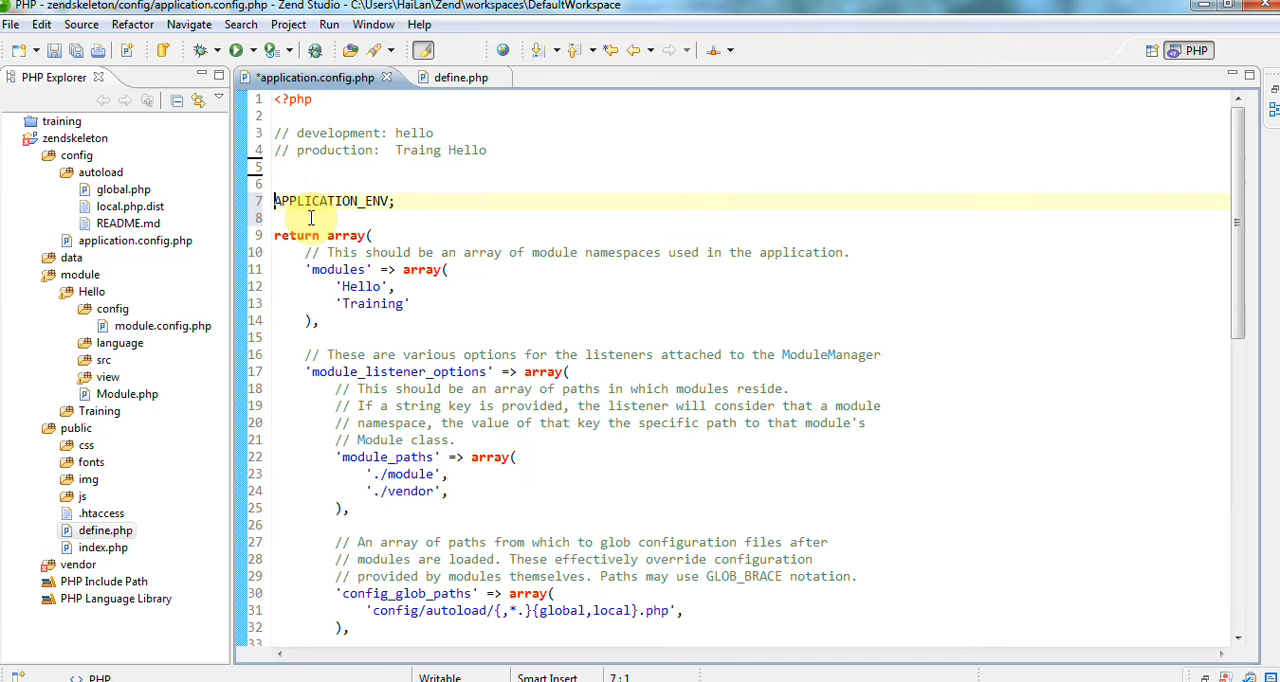 PHP - zendskeleton/config/application.config.php - Zend Studio - C:\Users\HaiLan\Zend\workspaces\DefaultWorkspace
File Edit Source Refactor Navigate Search Project Run Window Help
PHP
PHP Explorer
*application.config.php
define.php
training
zendskeleton
config
autoload
global.php
local.php.dist
README.md
application.config.php
data
module
Hello
config
module.config.php
language
src
view
Module.php
Training
public
css
fonts
img
js
.htaccess
define.php
index.php
vendor
PHP Include Path
PHP Language Library
1 <?php
2
3 // development: hello
4 // production:  Traing Hello
5
6
7 APPLICATION_ENV;
8
9 return array(
10     // This should be an array of module namespaces used in the application.
11     'modules' => array(
12         'Hello',
13         'Training'
14     ),
15
16     // These are various options for the listeners attached to the ModuleManager
17     'module_listener_options' => array(
18         // This should be an array of paths in which modules reside.
19         // If a string key is provided, the listener will consider that a module
20         // namespace, the value of that key the specific path to that module's
21         // Module class.
22         'module_paths' => array(
23             './module',
24             './vendor',
25         ),
26
27         // An array of paths from which to glob configuration files after
28         // modules are loaded. These effectively override configuration
29         // provided by modules themselves. Paths may use GLOB_BRACE notation.
30         'config_glob_paths' => array(
31             'config/autoload/{,*.}{global,local}.php',
32         ),
33
PHP
Writable
Smart Insert
7 : 1